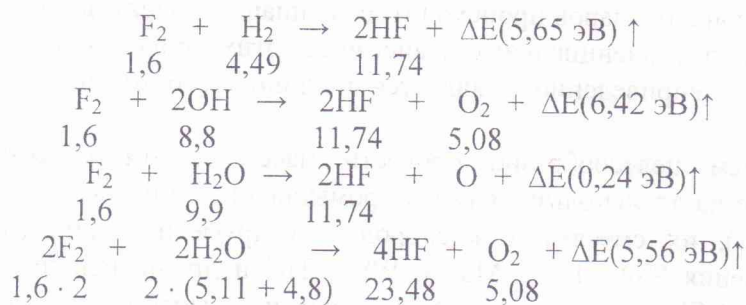 F₂ + H₂ → 2HF + ΔE(5,65 эВ) ↑
1,6 4,49 11,74
F₂ + 2OH → 2HF + O₂ + ΔE(6,42 эВ)↑
1,6 8,8 11,74 5,08
F₂ + H₂O → 2HF + O + ΔE(0,24 эВ)↑
1,6 9,9 11,74
2F₂ + 2H₂O → 4HF + O₂ + ΔE(5,56 эВ)↑
1,6 · 2 2 · (5,11 + 4,8) 23,48 5,08